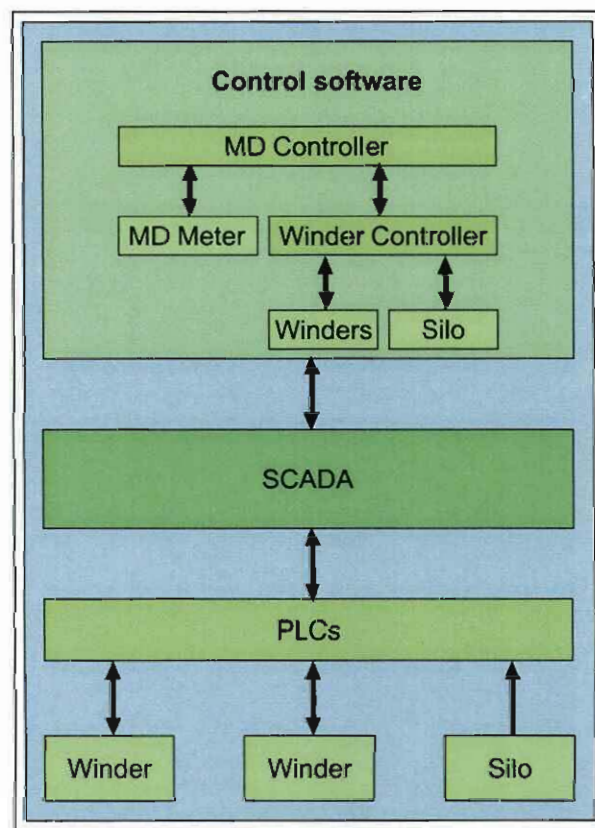 Control software
MD Controller
MD Meter
Winder Controller
Winders
Silo
SCADA
PLCs
Winder
Winder
Silo